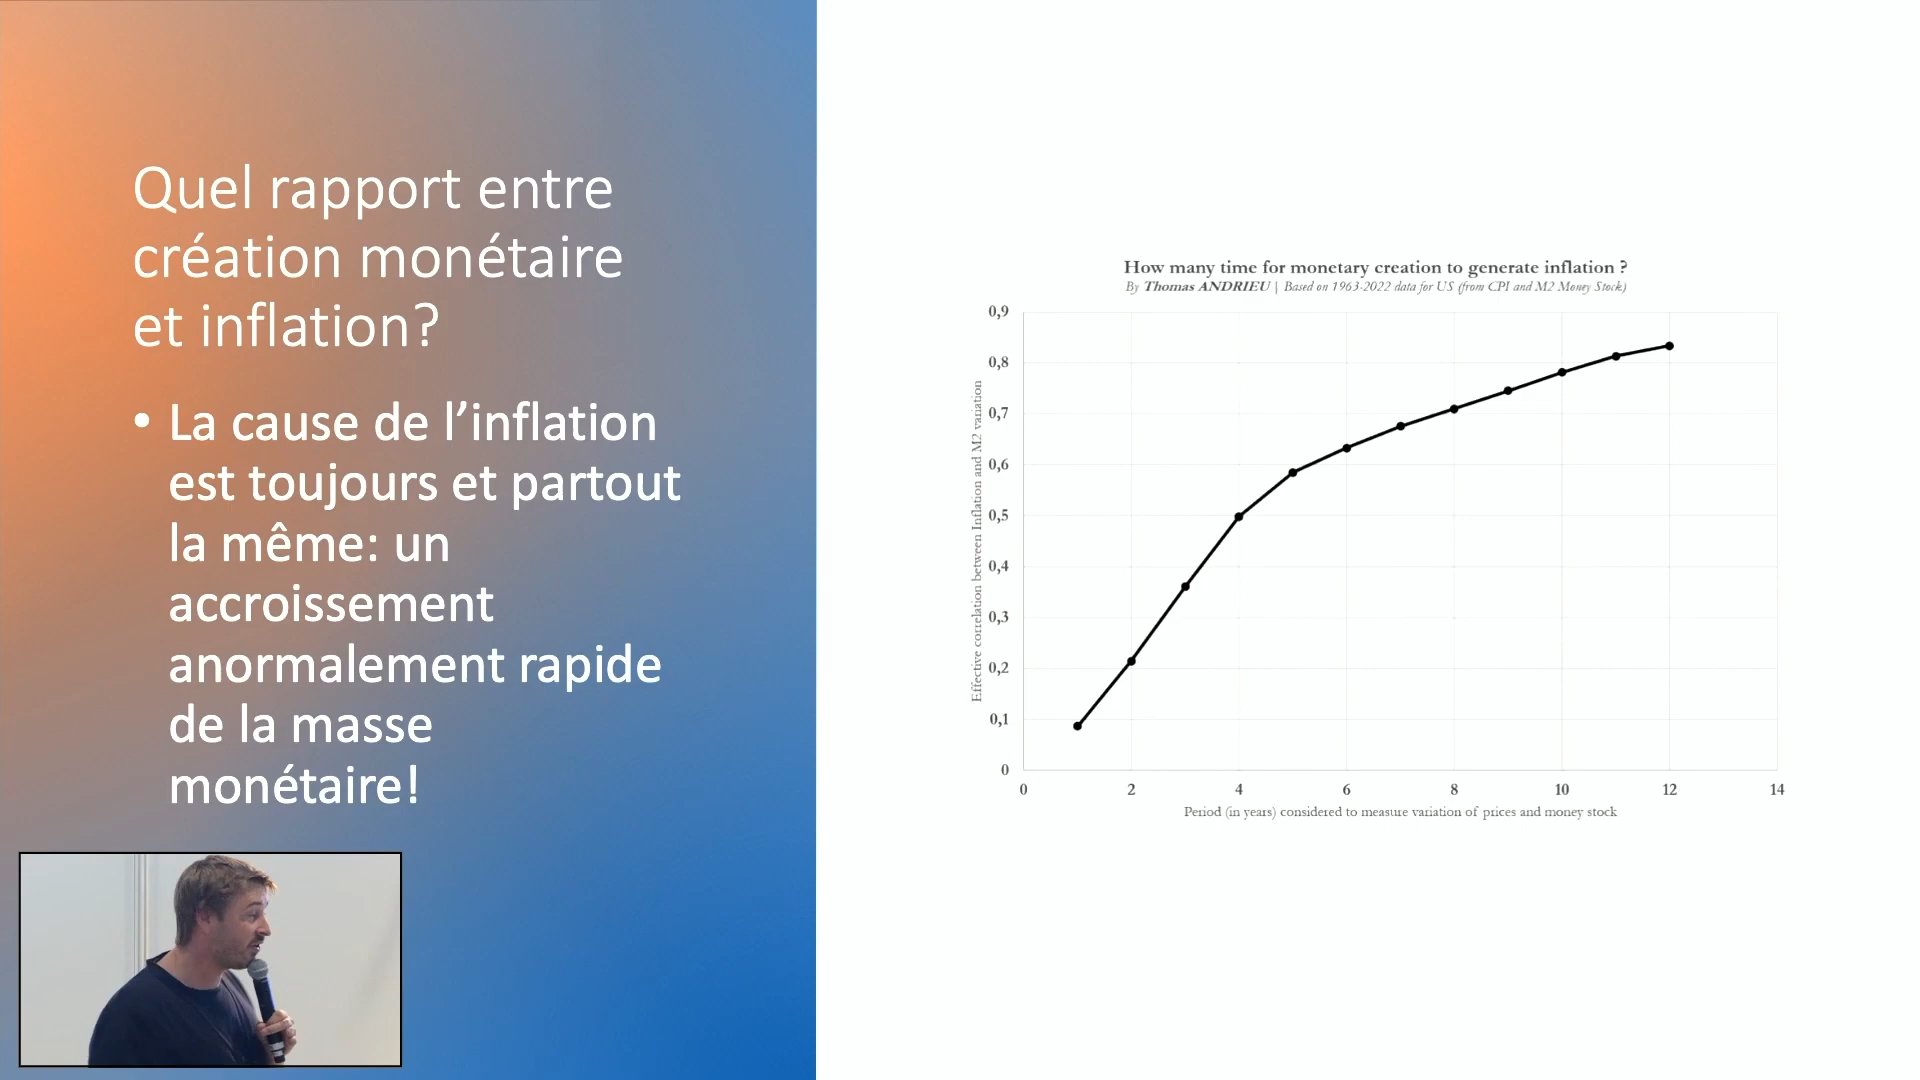 Quel rapport entre
création monétaire
et inflation?
• La cause de l’inflation
est toujours et partout
la même: un
accroissement
anormalement rapide
de la masse
monétaire!
How many time for monetary creation to generate inflation ?
By Thomas ANDRIEU | Based on 1963-2022 data for US (from CPI and M2 Money Stock)
Effective correlation between Inflation and M2 variation
0,9
0,8
0,7
0,6
0,5
0,4
0,3
0,2
0,1
0
0 2 4 6 8 10 12 14
Period (in years) considered to measure variation of prices and money stock